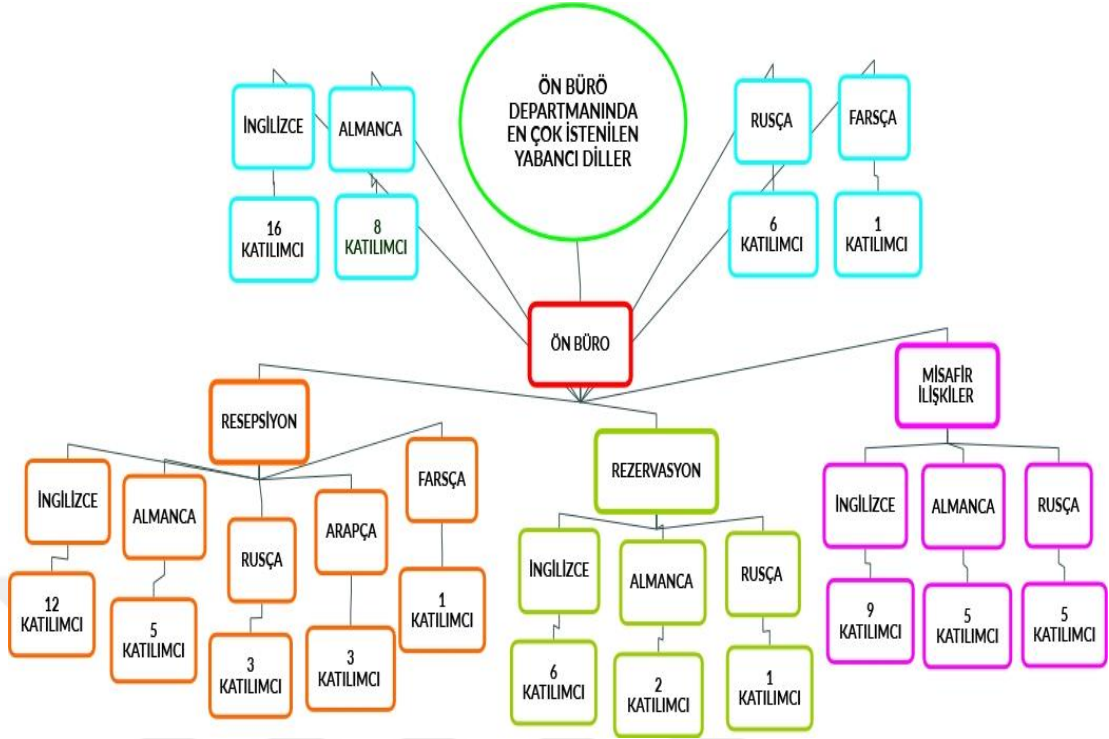 ÖN BÜRÖ
DEPARTMANINDA
EN ÇOK İSTENİLEN
YABANCI DİLLER
İNGİLİZCE
ALMANCA
RUSÇA
FARSÇA
16
KATILIMCI
8
KATILIMCI
6
KATILIMCI
1
KATILIMCI
ÖN BÜRO
RESEPSİYON
REZERVASYON
MİSAFİR
İLİŞKİLER
İNGİLİZCE
ALMANCA
RUSÇA
ARAPÇA
FARSÇA
12
KATILIMCI
5
KATILIMCI
3
KATILIMCI
3
KATILIMCI
1
KATILIMCI
İNGİLİZCE
ALMANCA
RUSÇA
6
KATILIMCI
2
KATILIMCI
1
KATILIMCI
İNGİLİZCE
ALMANCA
RUSÇA
9
KATILIMCI
5
KATILIMCI
5
KATILIMCI